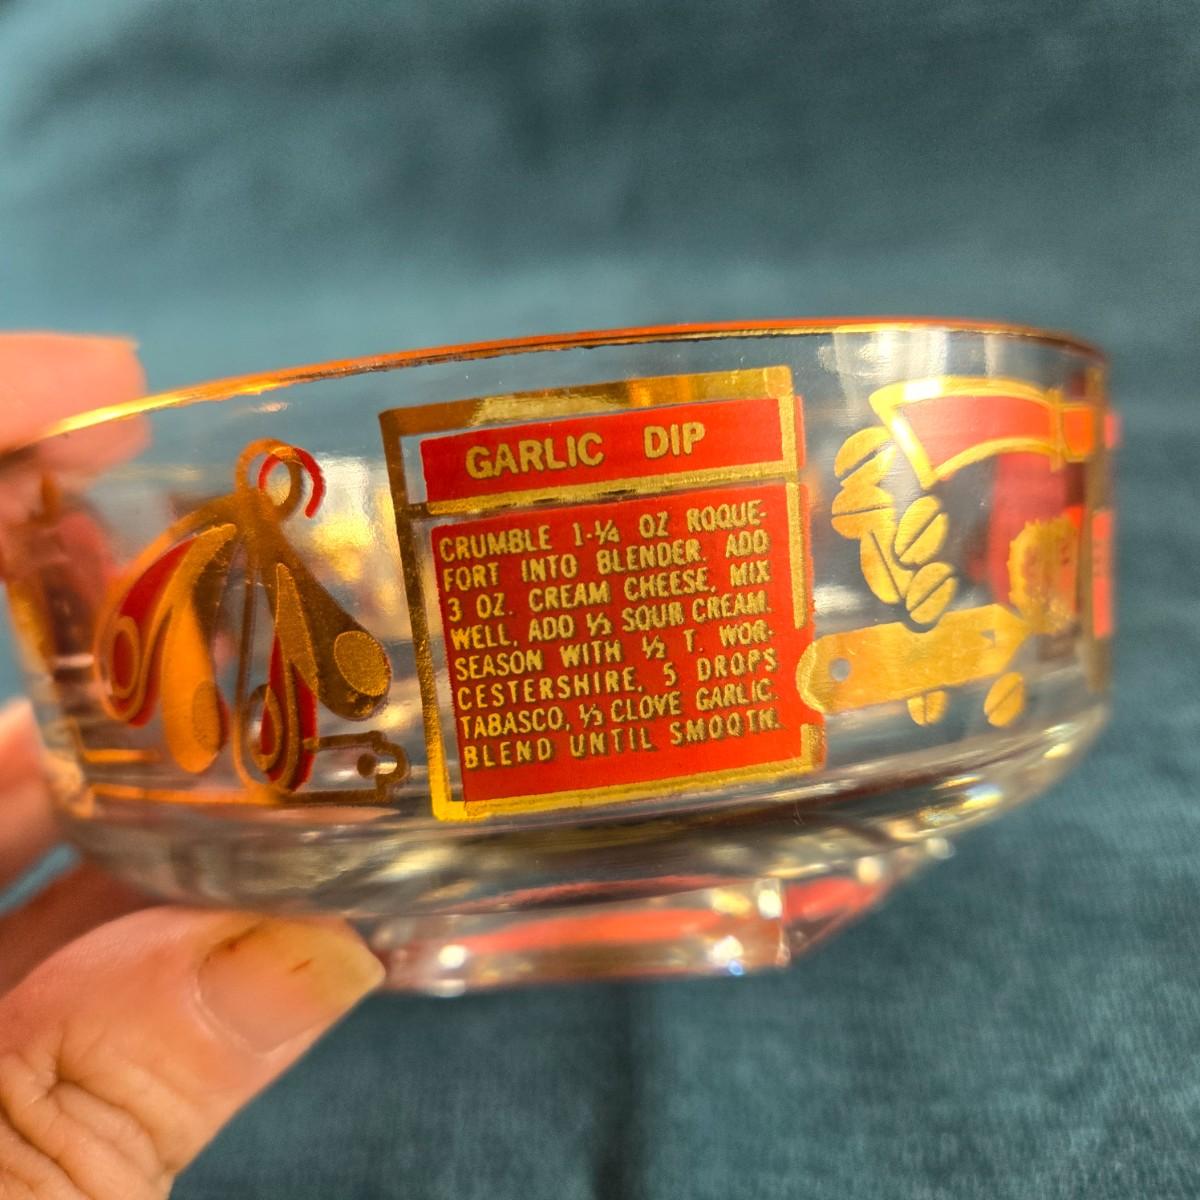 GARLIC DIP
CRUMBLE 1-¼ OZ ROQUE-
FORT INTO BLENDER. ADD
3 OZ. CREAM CHEESE, MIX
WELL, ADD ⅓ SOUR CREAM.
SEASON WITH ½ T. WOR-
CESTERSHIRE, 5 DROPS
TABASCO, ⅓ CLOVE GARLIC.
BLEND UNTIL SMOOTH.